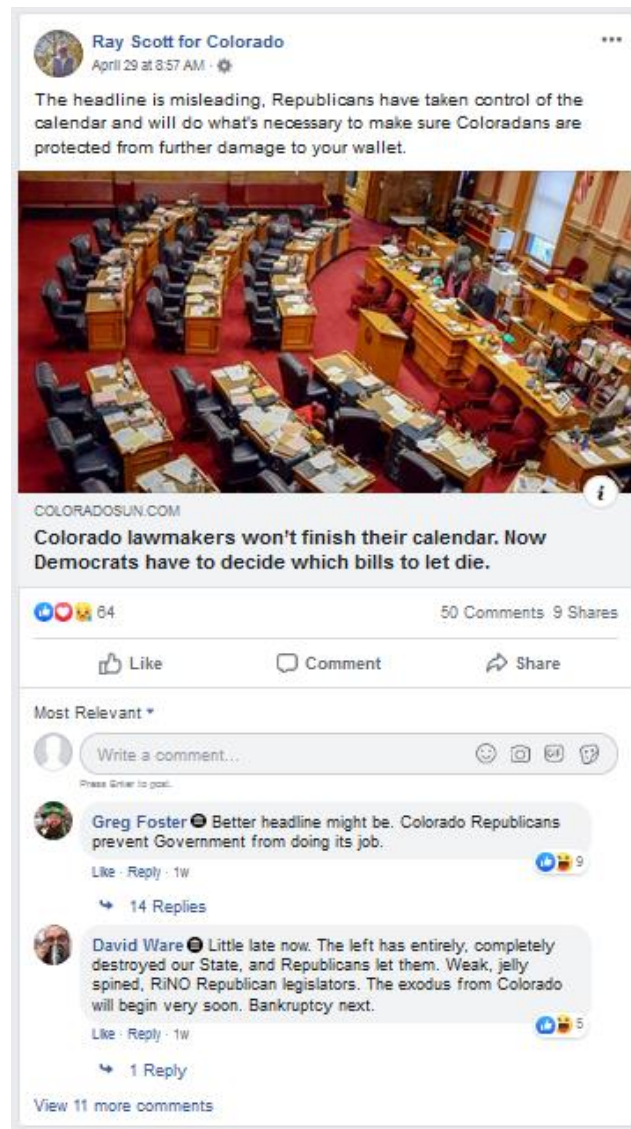 Ray Scott for Colorado
April 29 at 8:57 AM ·
The headline is misleading, Republicans have taken control of the
calendar and will do what's necessary to make sure Coloradans are
protected from further damage to your wallet.
i
COLORADOSUN.COM
Colorado lawmakers won't finish their calendar. Now
Democrats have to decide which bills to let die.
64 50 Comments 9 Shares
Like Comment Share
Most Relevant
Write a comment...
GIF
Press Enter to post.
Greg Foster Better headline might be. Colorado Republicans
prevent Government from doing its job.
9
Like · Reply · 1w
14 Replies
David Ware Little late now. The left has entirely, completely
destroyed our State, and Republicans let them. Weak, jelly
spined, RiNO Republican legislators. The exodus from Colorado
will begin very soon. Bankruptcy next.
5
Like · Reply · 1w
1 Reply
View 11 more comments